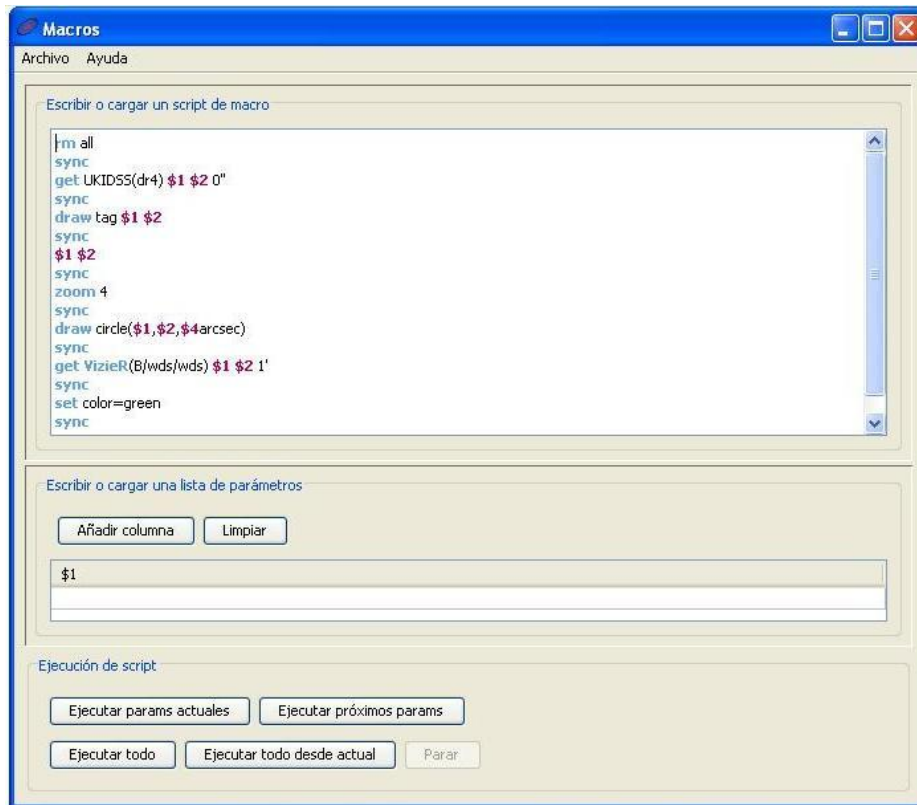 Macros
Archivo Ayuda
Escribir o cargar un script de macro
rm all
sync
get UKIDSS(dr4) $1 $2 0"
sync
draw tag $1 $2
sync
$1 $2
sync
zoom 4
sync
draw circle($1,$2,$4arcsec)
sync
get VizieR(B/wds/wds) $1 $2 1'
sync
set color=green
sync
Escribir o cargar una lista de parámetros
Añadir columna Limpiar
$1
Ejecución de script
Ejecutar params actuales Ejecutar próximos params
Ejecutar todo Ejecutar todo desde actual Parar